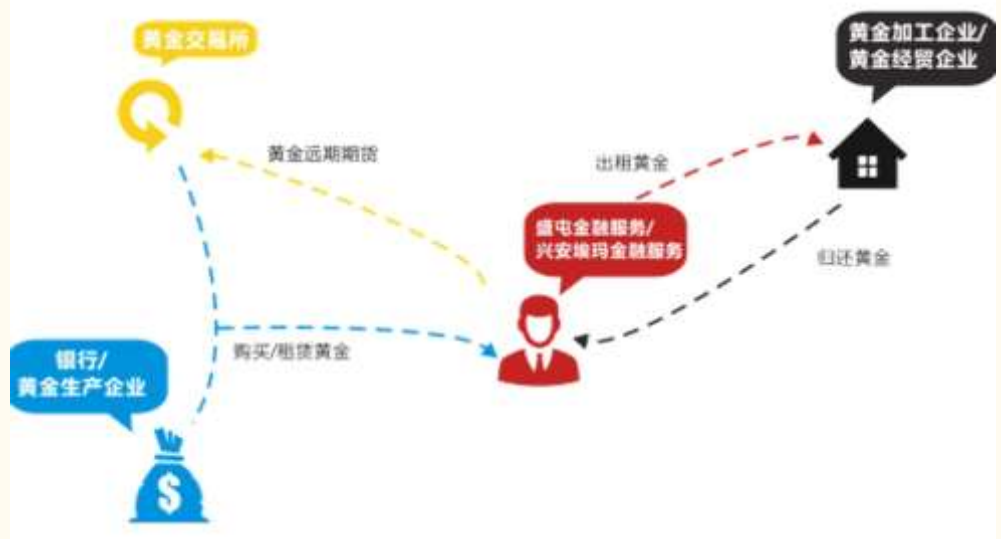 黄金交易所
黄金加工企业/
黄金经贸企业
黄金远期期货
出租黄金
盛屯金融服务/
兴安埃玛金融服务
归还黄金
购买/租赁黄金
银行/
黄金生产企业
$